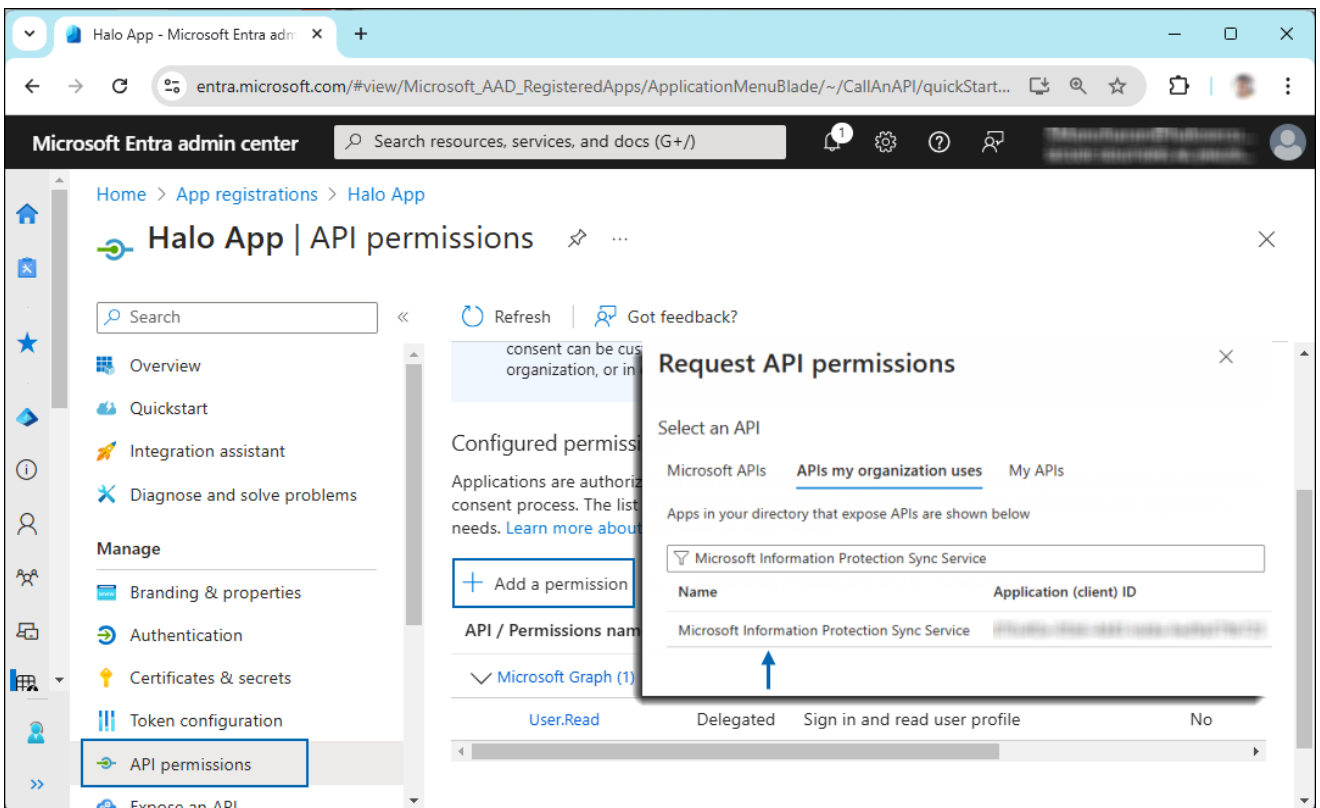 Halo App - Microsoft Entra adm
entra.microsoft.com/#view/Microsoft_AAD_RegisteredApps/ApplicationMenuBlade/~/CallAnAPI/quickStart...
Microsoft Entra admin center
Search resources, services, and docs (G+/)
1
Home > App registrations > Halo App
Halo App | API permissions
Search
Refresh
Got feedback?
Overview
Quickstart
Integration assistant
Diagnose and solve problems
Manage
Branding & properties
Authentication
Certificates & secrets
Token configuration
API permissions
Expose an API
consent can be cus
organization, or in
Configured permissi
Applications are authoriz
consent process. The list
needs. Learn more about
Add a permission
API / Permissions nam
Microsoft Graph (1)
User.Read Delegated Sign in and read user profile No
Request API permissions
Select an API
Microsoft APIs APIs my organization uses My APIs
Apps in your directory that expose APIs are shown below
Microsoft Information Protection Sync Service
Name Application (client) ID
Microsoft Information Protection Sync Service